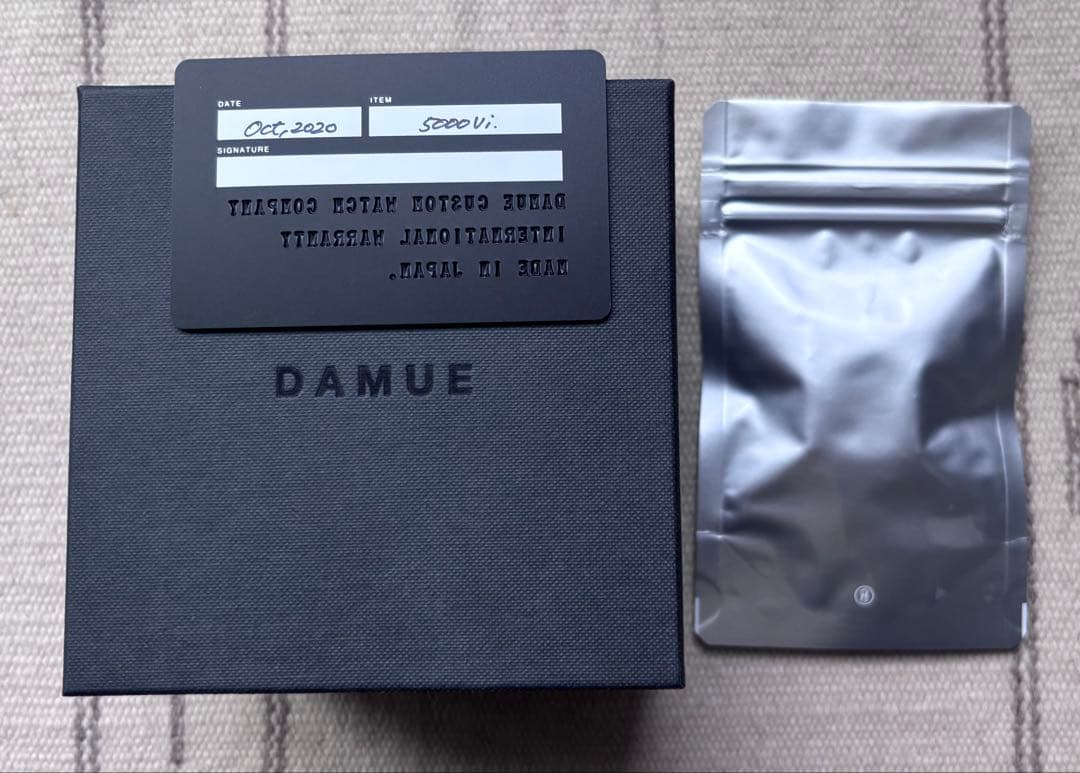 DATE ITEM
Oct, 2020 5000Vi.
SIGNATURE
DAMUE CUSTOM WATCH COMPANY
INTERNATIONAL WARRANTY
MADE IN JAPAN.
DAMUE